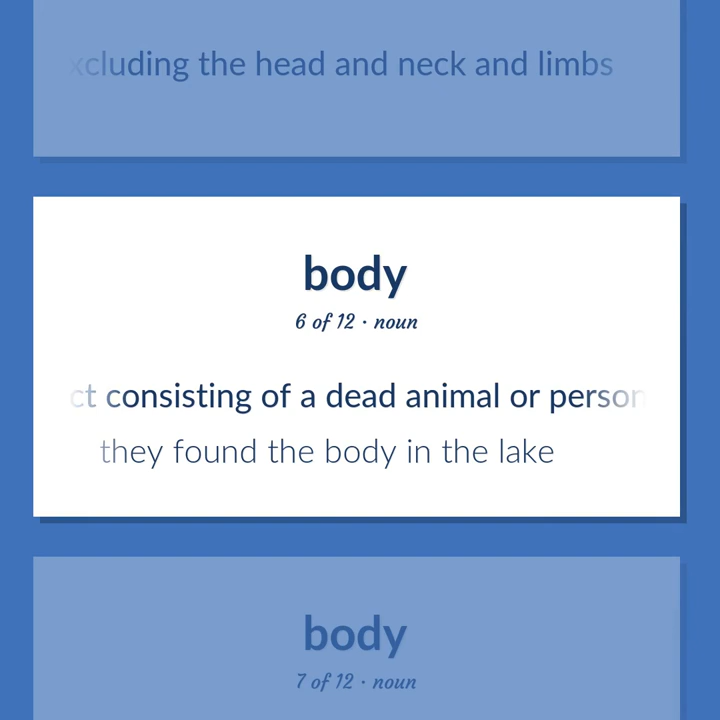 xcluding the head and neck and limbs
body
6 of 12 · noun
ct consisting of a dead animal or person
they found the body in the lake
body
7 of 12 · noun